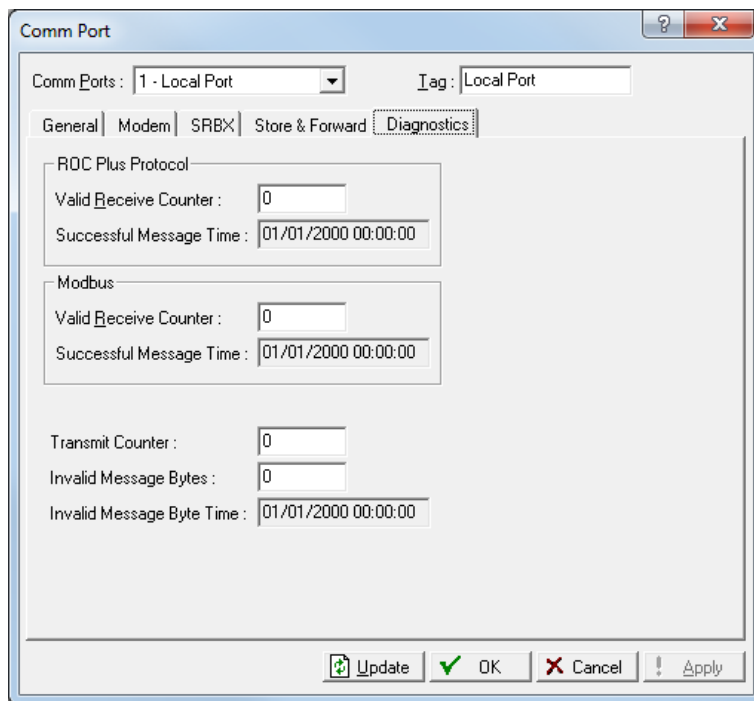 Comm Port
Comm Ports : 1 - Local Port Tag : Local Port
General Modem SRBX Store & Forward Diagnostics
ROC Plus Protocol
Valid Receive Counter : 0
Successful Message Time : 01/01/2000 00:00:00
Modbus
Valid Receive Counter : 0
Successful Message Time : 01/01/2000 00:00:00
Transmit Counter : 0
Invalid Message Bytes : 0
Invalid Message Byte Time : 01/01/2000 00:00:00
Update OK Cancel Apply